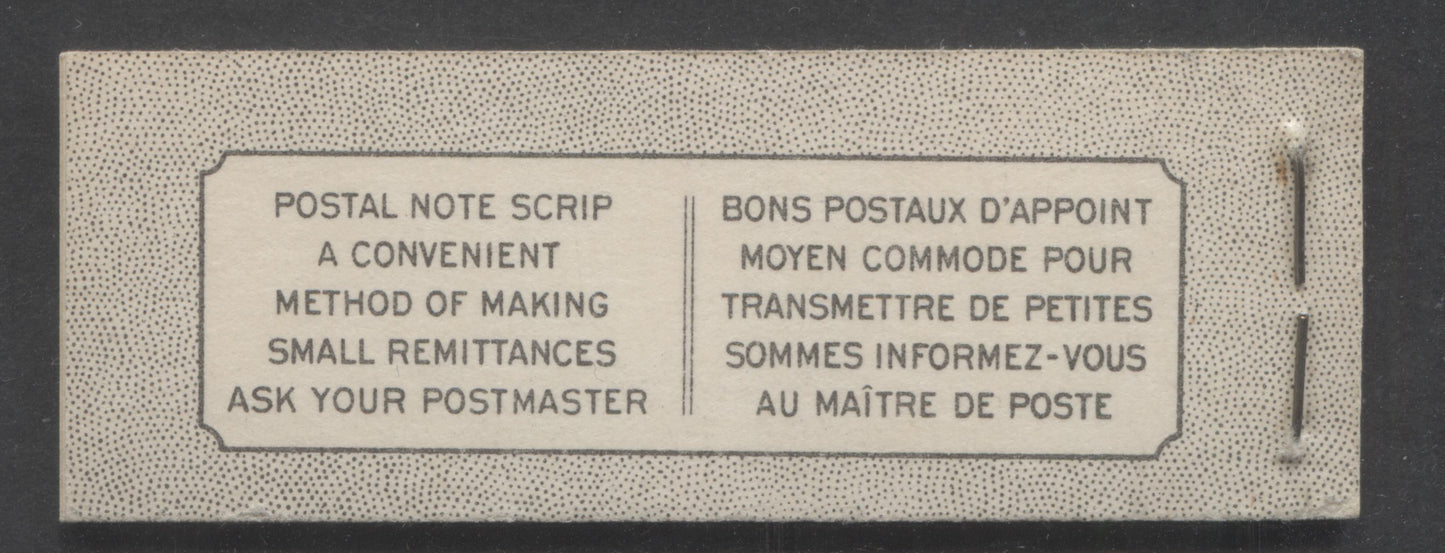 POSTAL NOTE SCRIP
A CONVENIENT
METHOD OF MAKING
SMALL REMITTANCES
ASK YOUR POSTMASTER
BONS POSTAUX D'APPOINT
MOYEN COMMODE POUR
TRANSMETTRE DE PETITES
SOMMES INFORMEZ-VOUS
AU MAÎTRE DE POSTE